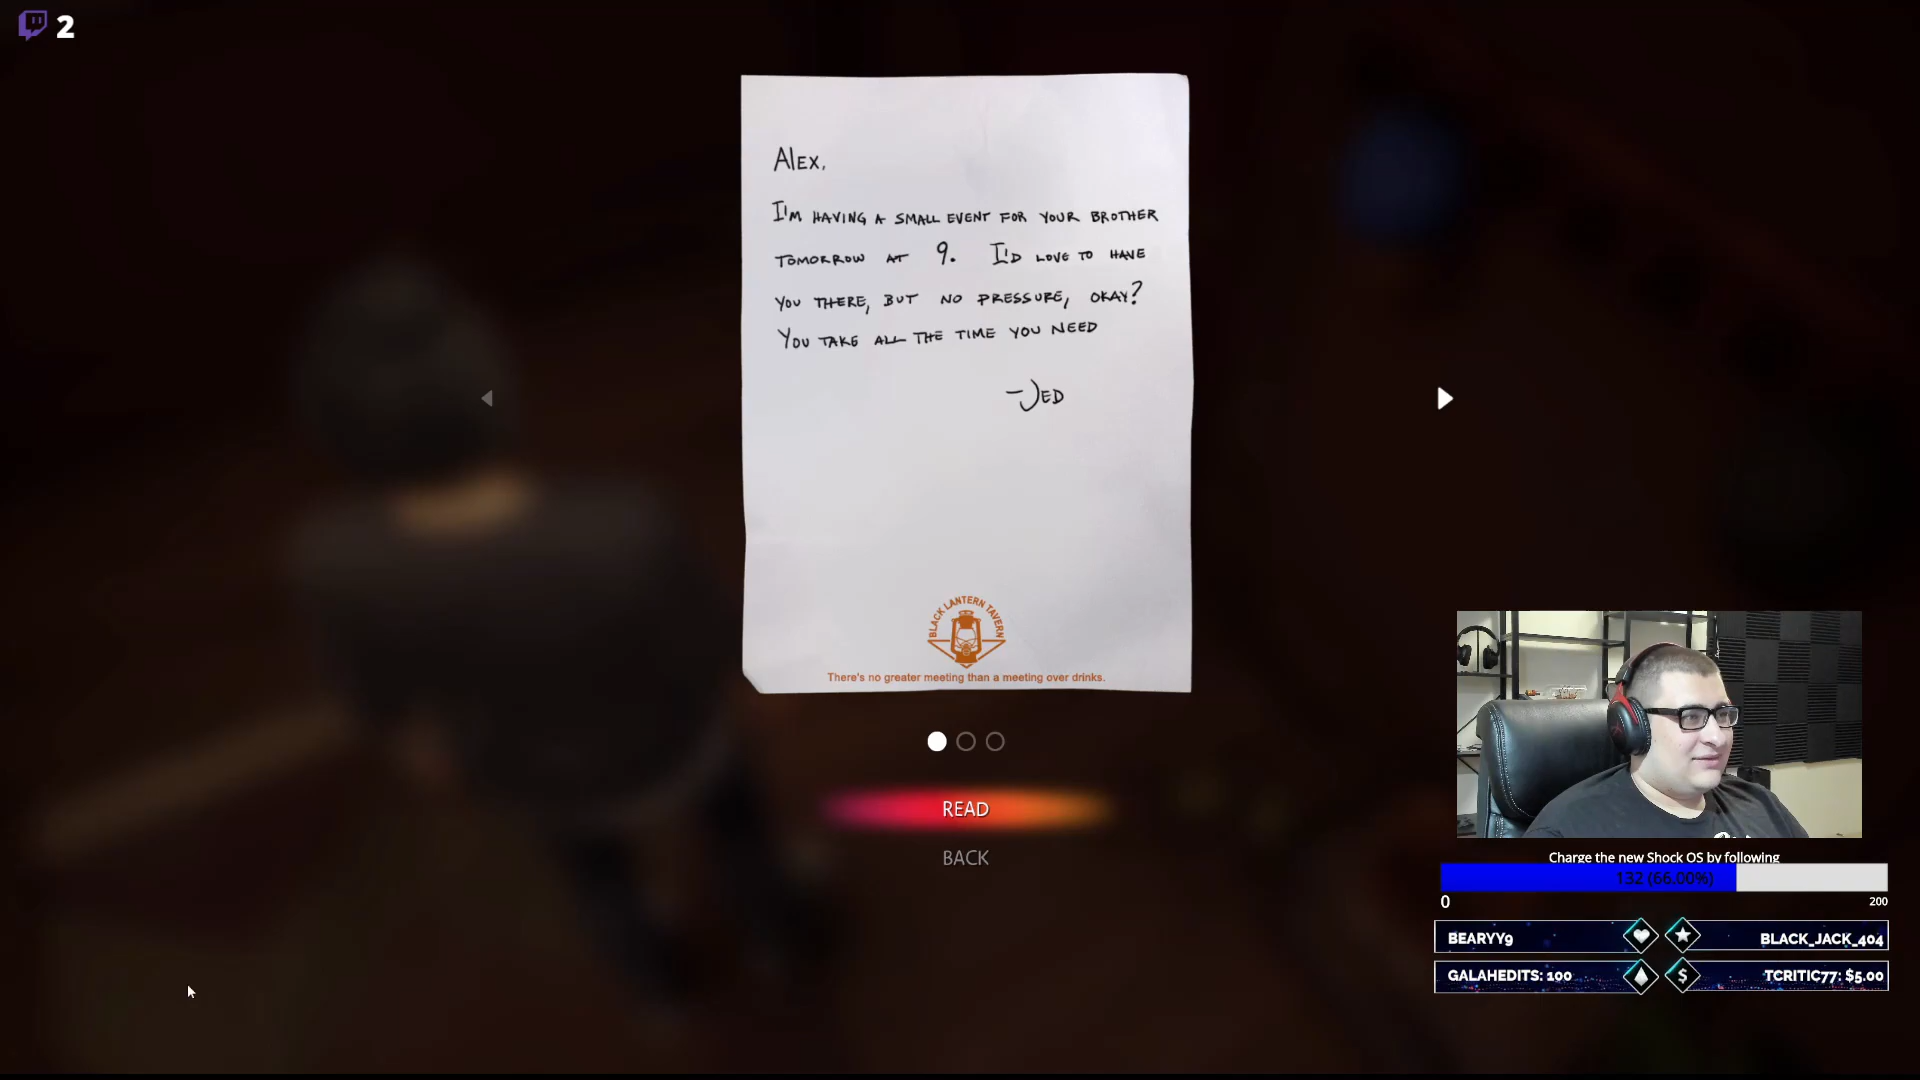 2
Alex,
I'm having a small event for your brother
tomorrow at 9. I'd love to have
you there, but no pressure, okay?
You take all the time you need
-Jed
BLACK LANTERN TAVERN
There's no greater meeting than a meeting over drinks.
READ
BACK
Charge the new Shock OS by following
132 (66.00%)
0
200
BEARYY9
BLACK_JACK_404
GALAHEDITS: 100
$
TCRITIC77: $5.00